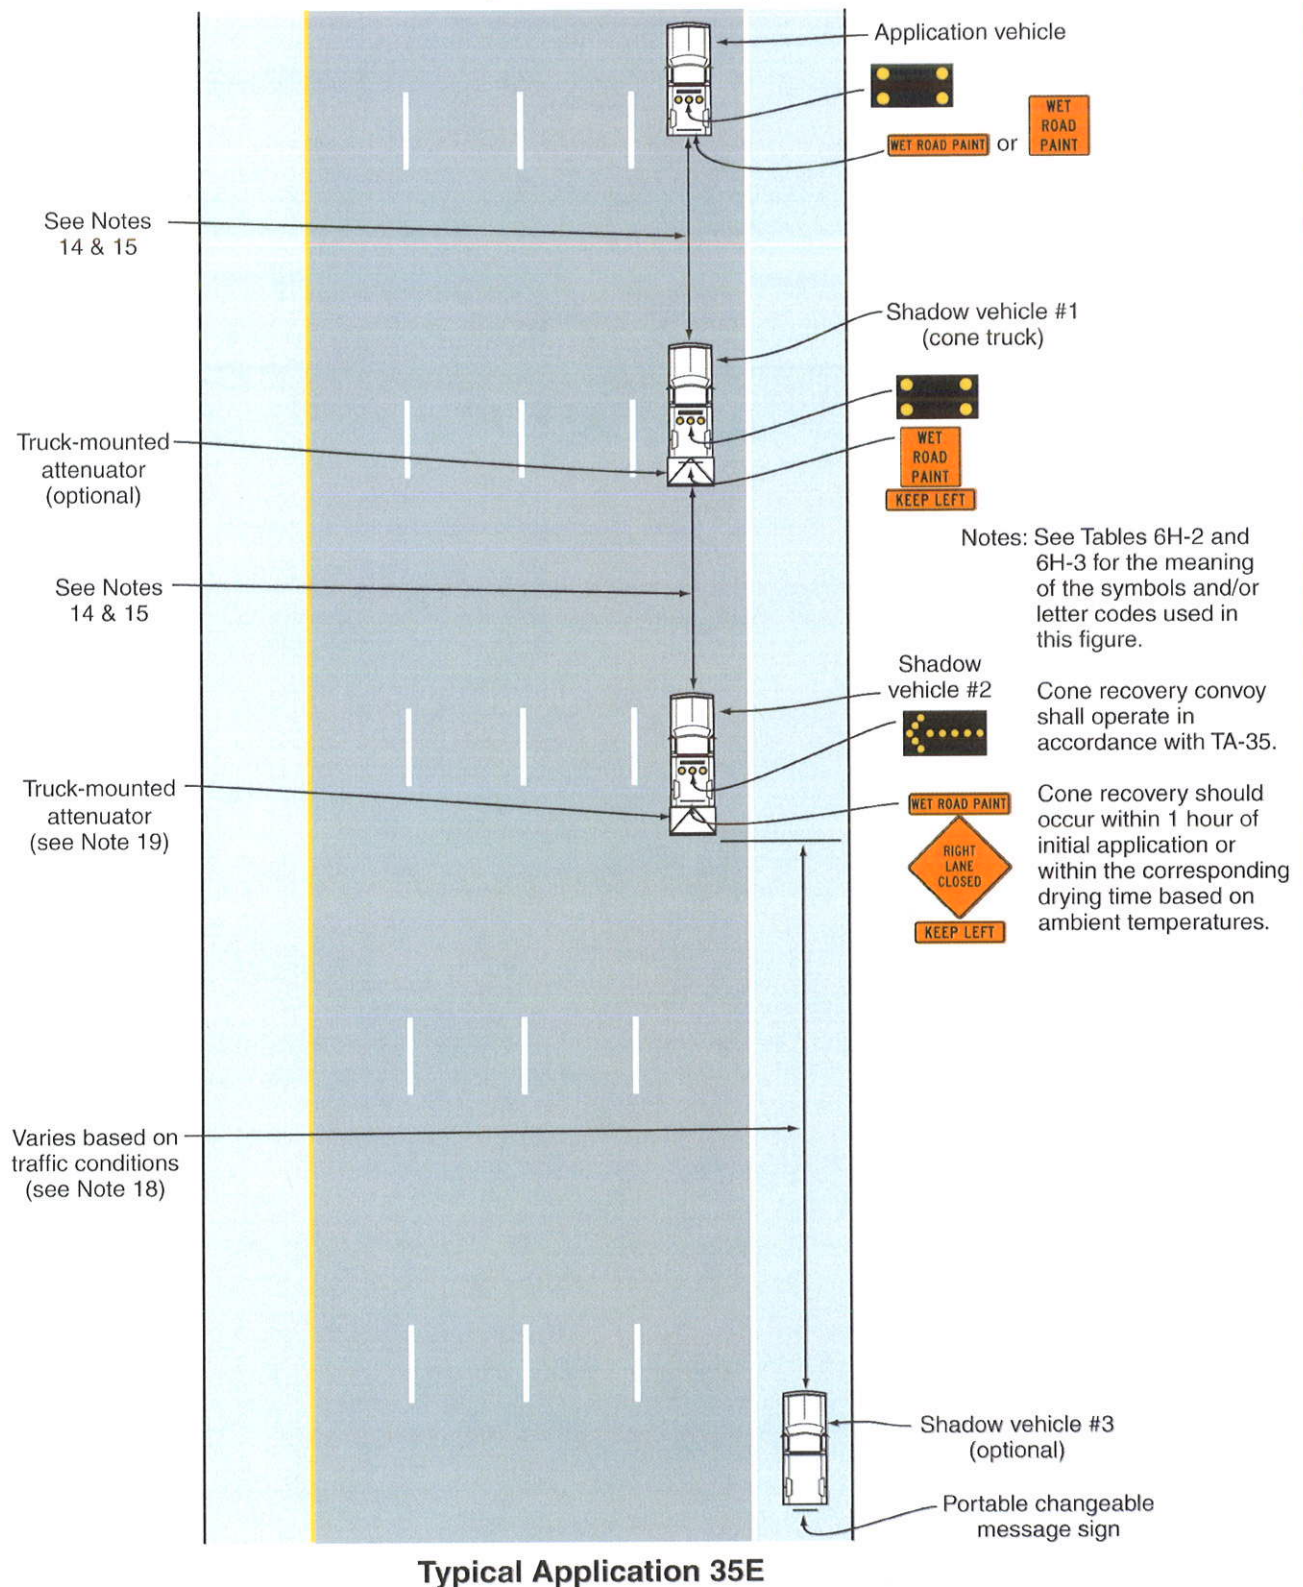 Application vehicle
WET ROAD PAINT
or
WET
ROAD
PAINT
See Notes
14 & 15
Shadow vehicle #1
(cone truck)
Truck-mounted
attenuator
(optional)
WET
ROAD
PAINT
KEEP LEFT
Notes: See Tables 6H-2 and
6H-3 for the meaning
of the symbols and/or
letter codes used in
this figure.
See Notes
14 & 15
Shadow
vehicle #2
Cone recovery convoy
shall operate in
accordance with TA-35.
Truck-mounted
attenuator
(see Note 19)
WET ROAD PAINT
RIGHT
LANE
CLOSED
KEEP LEFT
Cone recovery should
occur within 1 hour of
initial application or
within the corresponding
drying time based on
ambient temperatures.
Varies based on
traffic conditions
(see Note 18)
Shadow vehicle #3
(optional)
Portable changeable
message sign
Typical Application 35E